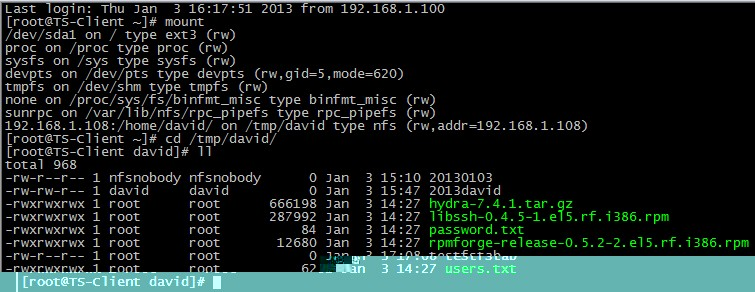 Last login: Thu Jan  3 16:17:51 2013 from 192.168.1.100
[root@TS-Client ~]# mount
/dev/sda1 on / type ext3 (rw)
proc on /proc type proc (rw)
sysfs on /sys type sysfs (rw)
devpts on /dev/pts type devpts (rw,gid=5,mode=620)
tmpfs on /dev/shm type tmpfs (rw)
none on /proc/sys/fs/binfmt_misc type binfmt_misc (rw)
sunrpc on /var/lib/nfs/rpc_pipefs type rpc_pipefs (rw)
192.168.1.108:/home/david/ on /tmp/david type nfs (rw,addr=192.168.1.108)
[root@TS-Client ~]# cd /tmp/david/
[root@TS-Client david]# ll
total 968
-rw-r--r-- 1 nfsnobody nfsnobody      0 Jan  3 15:10 20130103
-rw-rw-r-- 1 david     david          0 Jan  3 15:47 2013david
-rwxrwxrwx 1 root      root      666198 Jan  3 14:27 hydra-7.4.1.tar.gz
-rwxrwxrwx 1 root      root      287992 Jan  3 14:27 libssh-0.4.5-1.el5.rf.i386.rpm
-rwxrwxrwx 1 root      root          84 Jan  3 14:27 password.txt
-rwxrwxrwx 1 root      root       12680 Jan  3 14:27 rpmforge-release-0.5.2-2.el5.rf.i386.rpm
-rw-r--r-- 1 root      root           0 Jan  3
-rwxrwxrwx 1 root      root          62 Jan  3 14:27 users.txt
[root@TS-Client david]#